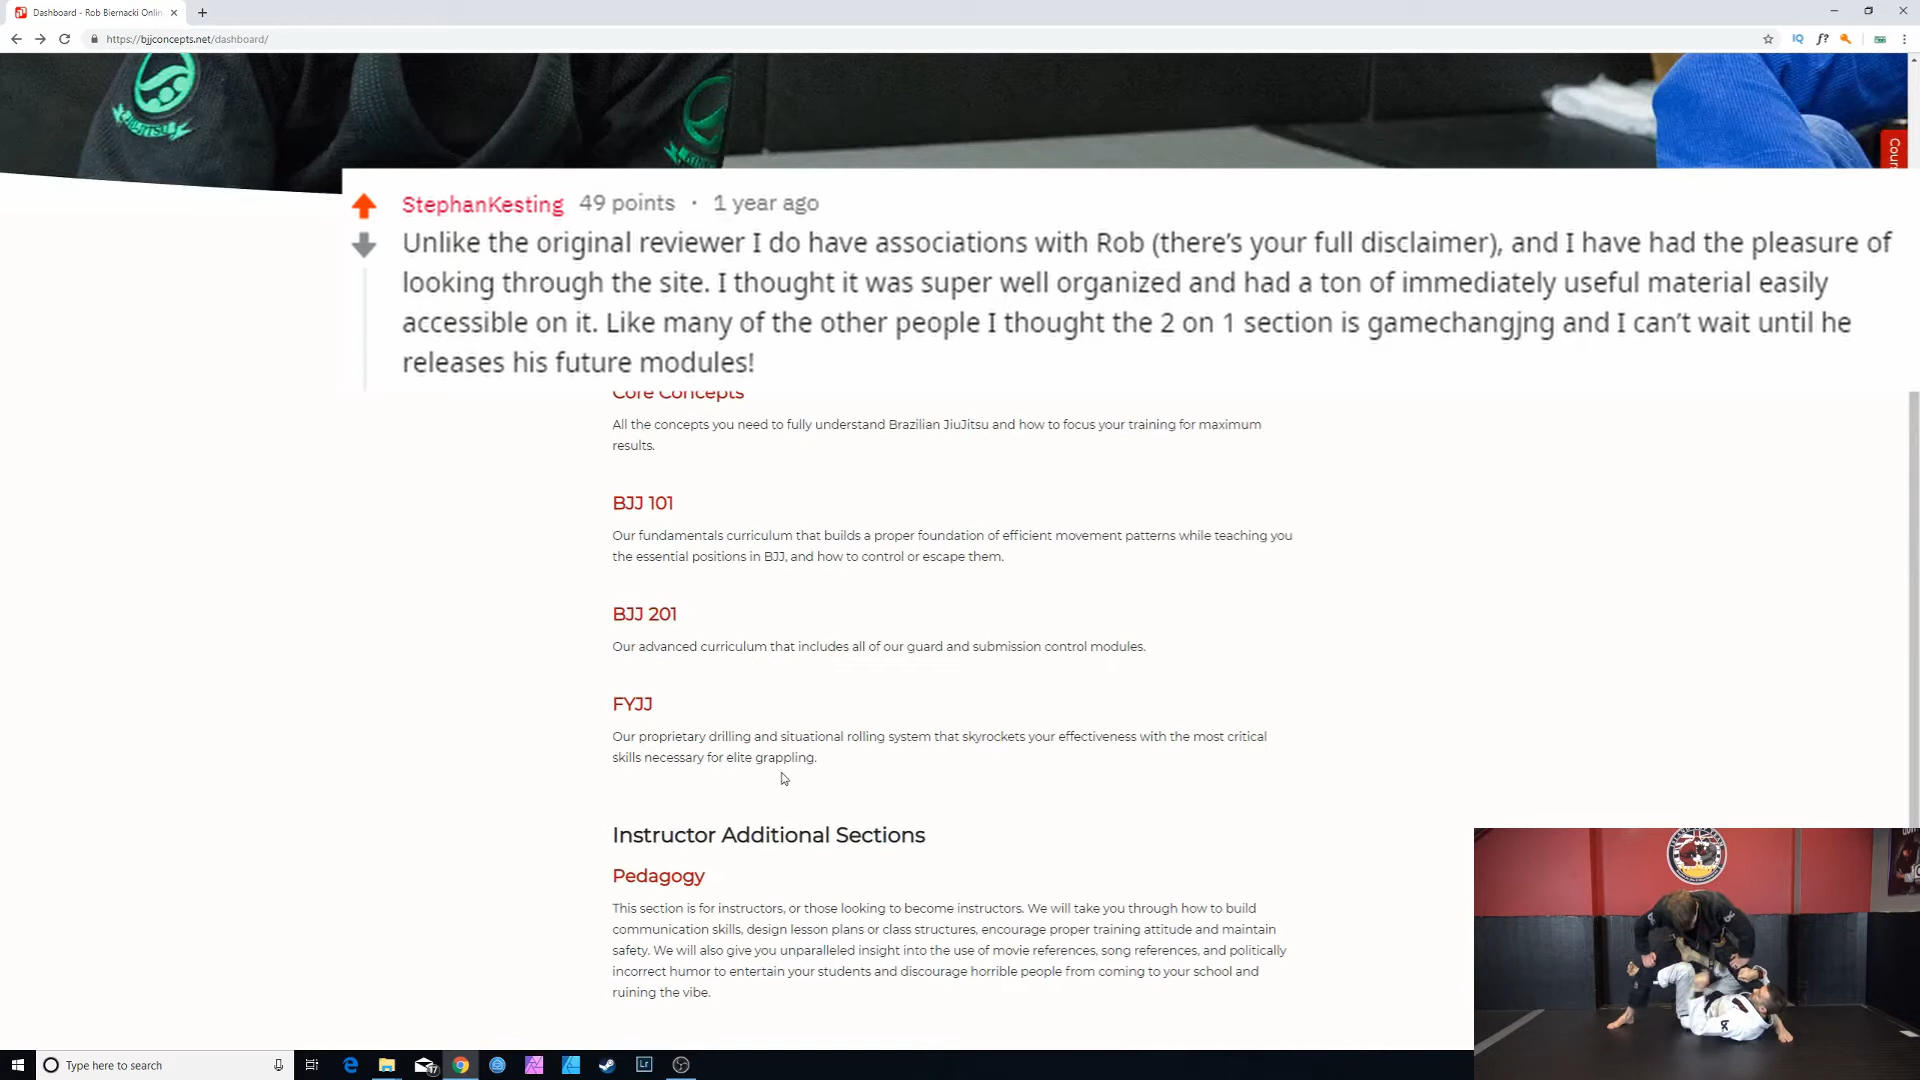 Dashboard - Rob Biernacki Onlin
https://bjjconcepts.net/dashboard/
Cour
StephanKesting 49 points · 1 year ago
Unlike the original reviewer I do have associations with Rob (there's your full disclaimer), and I have had the pleasure of
looking through the site. I thought it was super well organized and had a ton of immediately useful material easily
accessible on it. Like many of the other people I thought the 2 on 1 section is gamechangjng and I can't wait until he
releases his future modules!
Core Concepts
All the concepts you need to fully understand Brazilian JiuJitsu and how to focus your training for maximum
results.
BJJ 101
Our fundamentals curriculum that builds a proper foundation of efficient movement patterns while teaching you
the essential positions in BJJ, and how to control or escape them.
BJJ 201
Our advanced curriculum that includes all of our guard and submission control modules.
FYJJ
Our proprietary drilling and situational rolling system that skyrockets your effectiveness with the most critical
skills necessary for elite grappling.
Instructor Additional Sections
Pedagogy
This section is for instructors, or those looking to become instructors. We will take you through how to build
communication skills, design lesson plans or class structures, encourage proper training attitude and maintain
safety. We will also give you unparalleled insight into the use of movie references, song references, and politically
incorrect humor to entertain your students and discourage horrible people from coming to your school and
ruining the vibe.
Type here to search
17
Lr